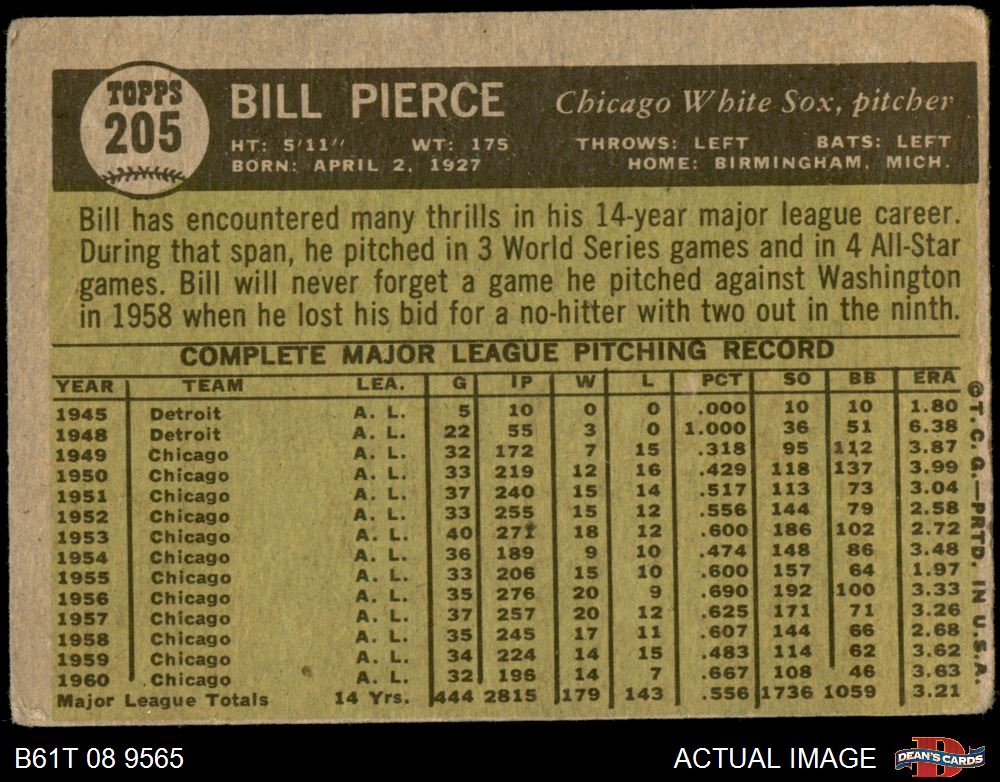 TOPPS
205
BILL PIERCE Chicago White Sox, pitcher
HT: 5'11" WT: 175 THROWS: LEFT BATS: LEFT
BORN: APRIL 2, 1927 HOME: BIRMINGHAM, MICH.
Bill has encountered many thrills in his 14-year major league career.
During that span, he pitched in 3 World Series games and in 4 All-Star
games. Bill will never forget a game he pitched against Washington
in 1958 when he lost his bid for a no-hitter with two out in the ninth.
COMPLETE MAJOR LEAGUE PITCHING RECORD
YEAR TEAM LEA. G IP W L PCT SO BB ERA
1945 Detroit A. L. 5 10 0 0 .000 10 10 1.80
1948 Detroit A. L. 22 55 3 0 1.000 36 51 6.38
1949 Chicago A. L. 32 172 7 15 .318 95 112 3.87
1950 Chicago A. L. 33 219 12 16 .429 118 137 3.99
1951 Chicago A. L. 37 240 15 14 .517 113 73 3.04
1952 Chicago A. L. 33 255 15 12 .556 144 79 2.58
1953 Chicago A. L. 40 271 18 12 .600 186 102 2.72
1954 Chicago A. L. 36 189 9 10 .474 148 86 3.48
1955 Chicago A. L. 33 206 15 10 .600 157 64 1.97
1956 Chicago A. L. 35 276 20 9 .690 192 100 3.33
1957 Chicago A. L. 37 257 20 12 .625 171 71 3.26
1958 Chicago A. L. 35 245 17 11 .607 144 66 2.68
1959 Chicago A. L. 34 224 14 15 .483 114 62 3.62
1960 Chicago A. L. 32 196 14 7 .667 108 46 3.63
Major League Totals 14 Yrs. 444 2815 179 143 .556 1736 1059 3.21
© T. C. G.—PRTD. IN U.S.A.
B61T 08 9565 ACTUAL IMAGE
D
DEAN'S CARDS